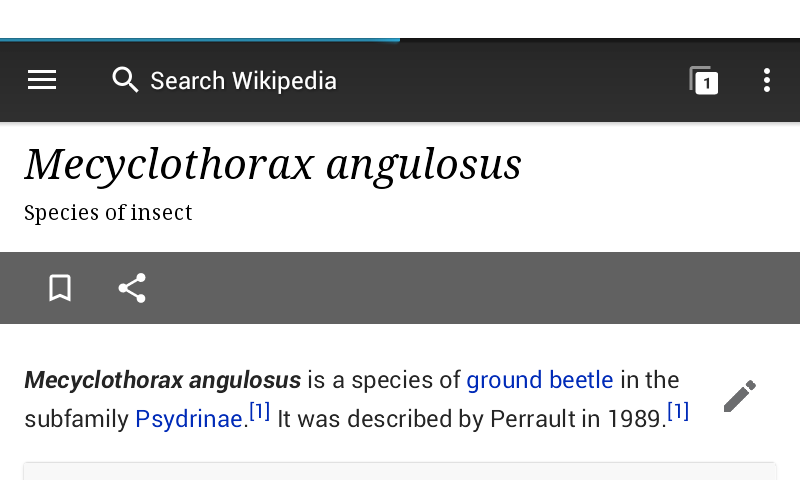 Search Wikipedia
1
Mecyclothorax angulosus
Species of insect
Mecyclothorax angulosus is a species of ground beetle in the
subfamily Psydrinae.[1] It was described by Perrault in 1989.[1]